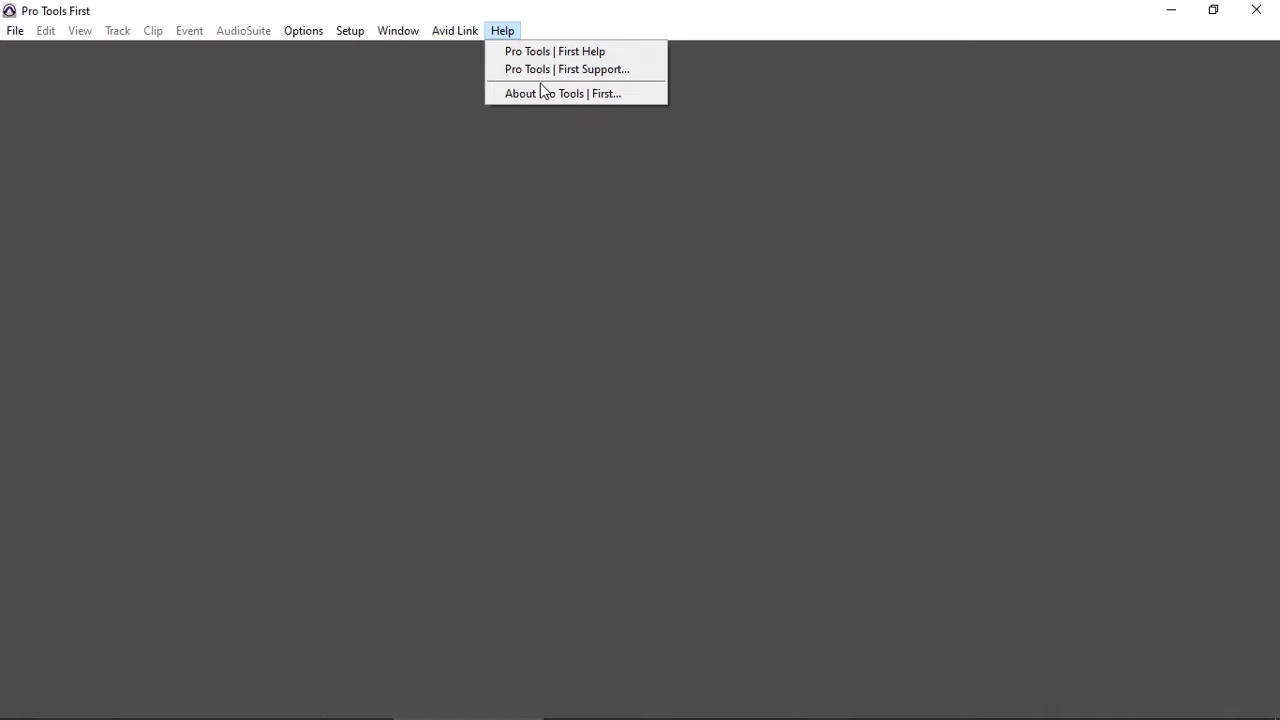 Pro Tools First
File Edit View Track Clip Event AudioSuite Options Setup Window Avid Link Help
Pro Tools | First Help
Pro Tools | First Support...
About Tools | First...